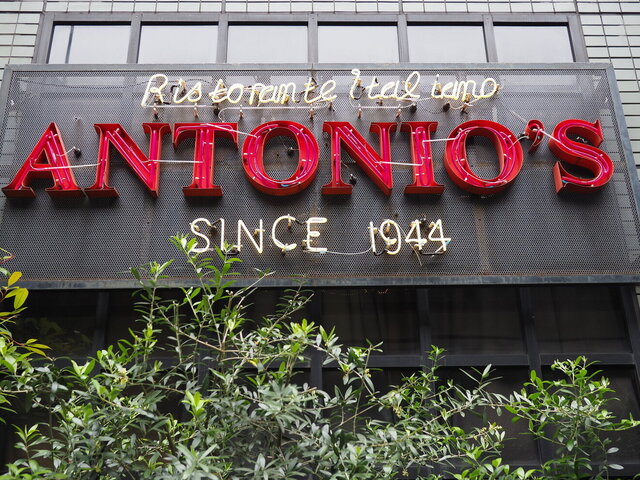 Ristorante italiano
ANTONIO'S
SINCE 1944